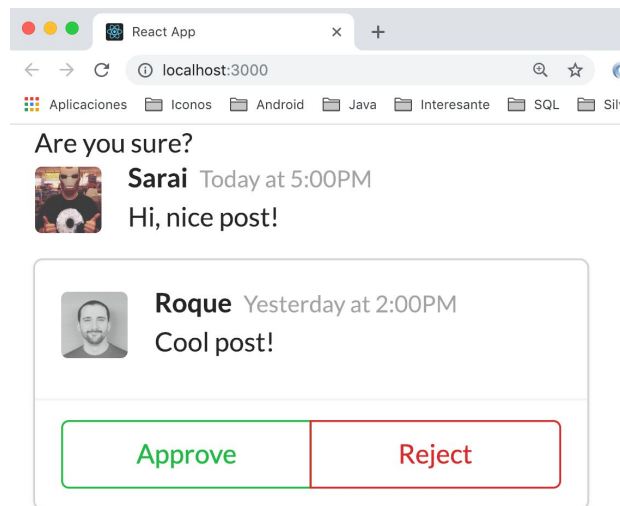 React App
localhost:3000
Aplicaciones Iconos Android Java Interesante SQL
Are you sure?
Sarai Today at 5:00PM
Hi, nice post!
Roque Yesterday at 2:00PM
Cool post!
Approve Reject